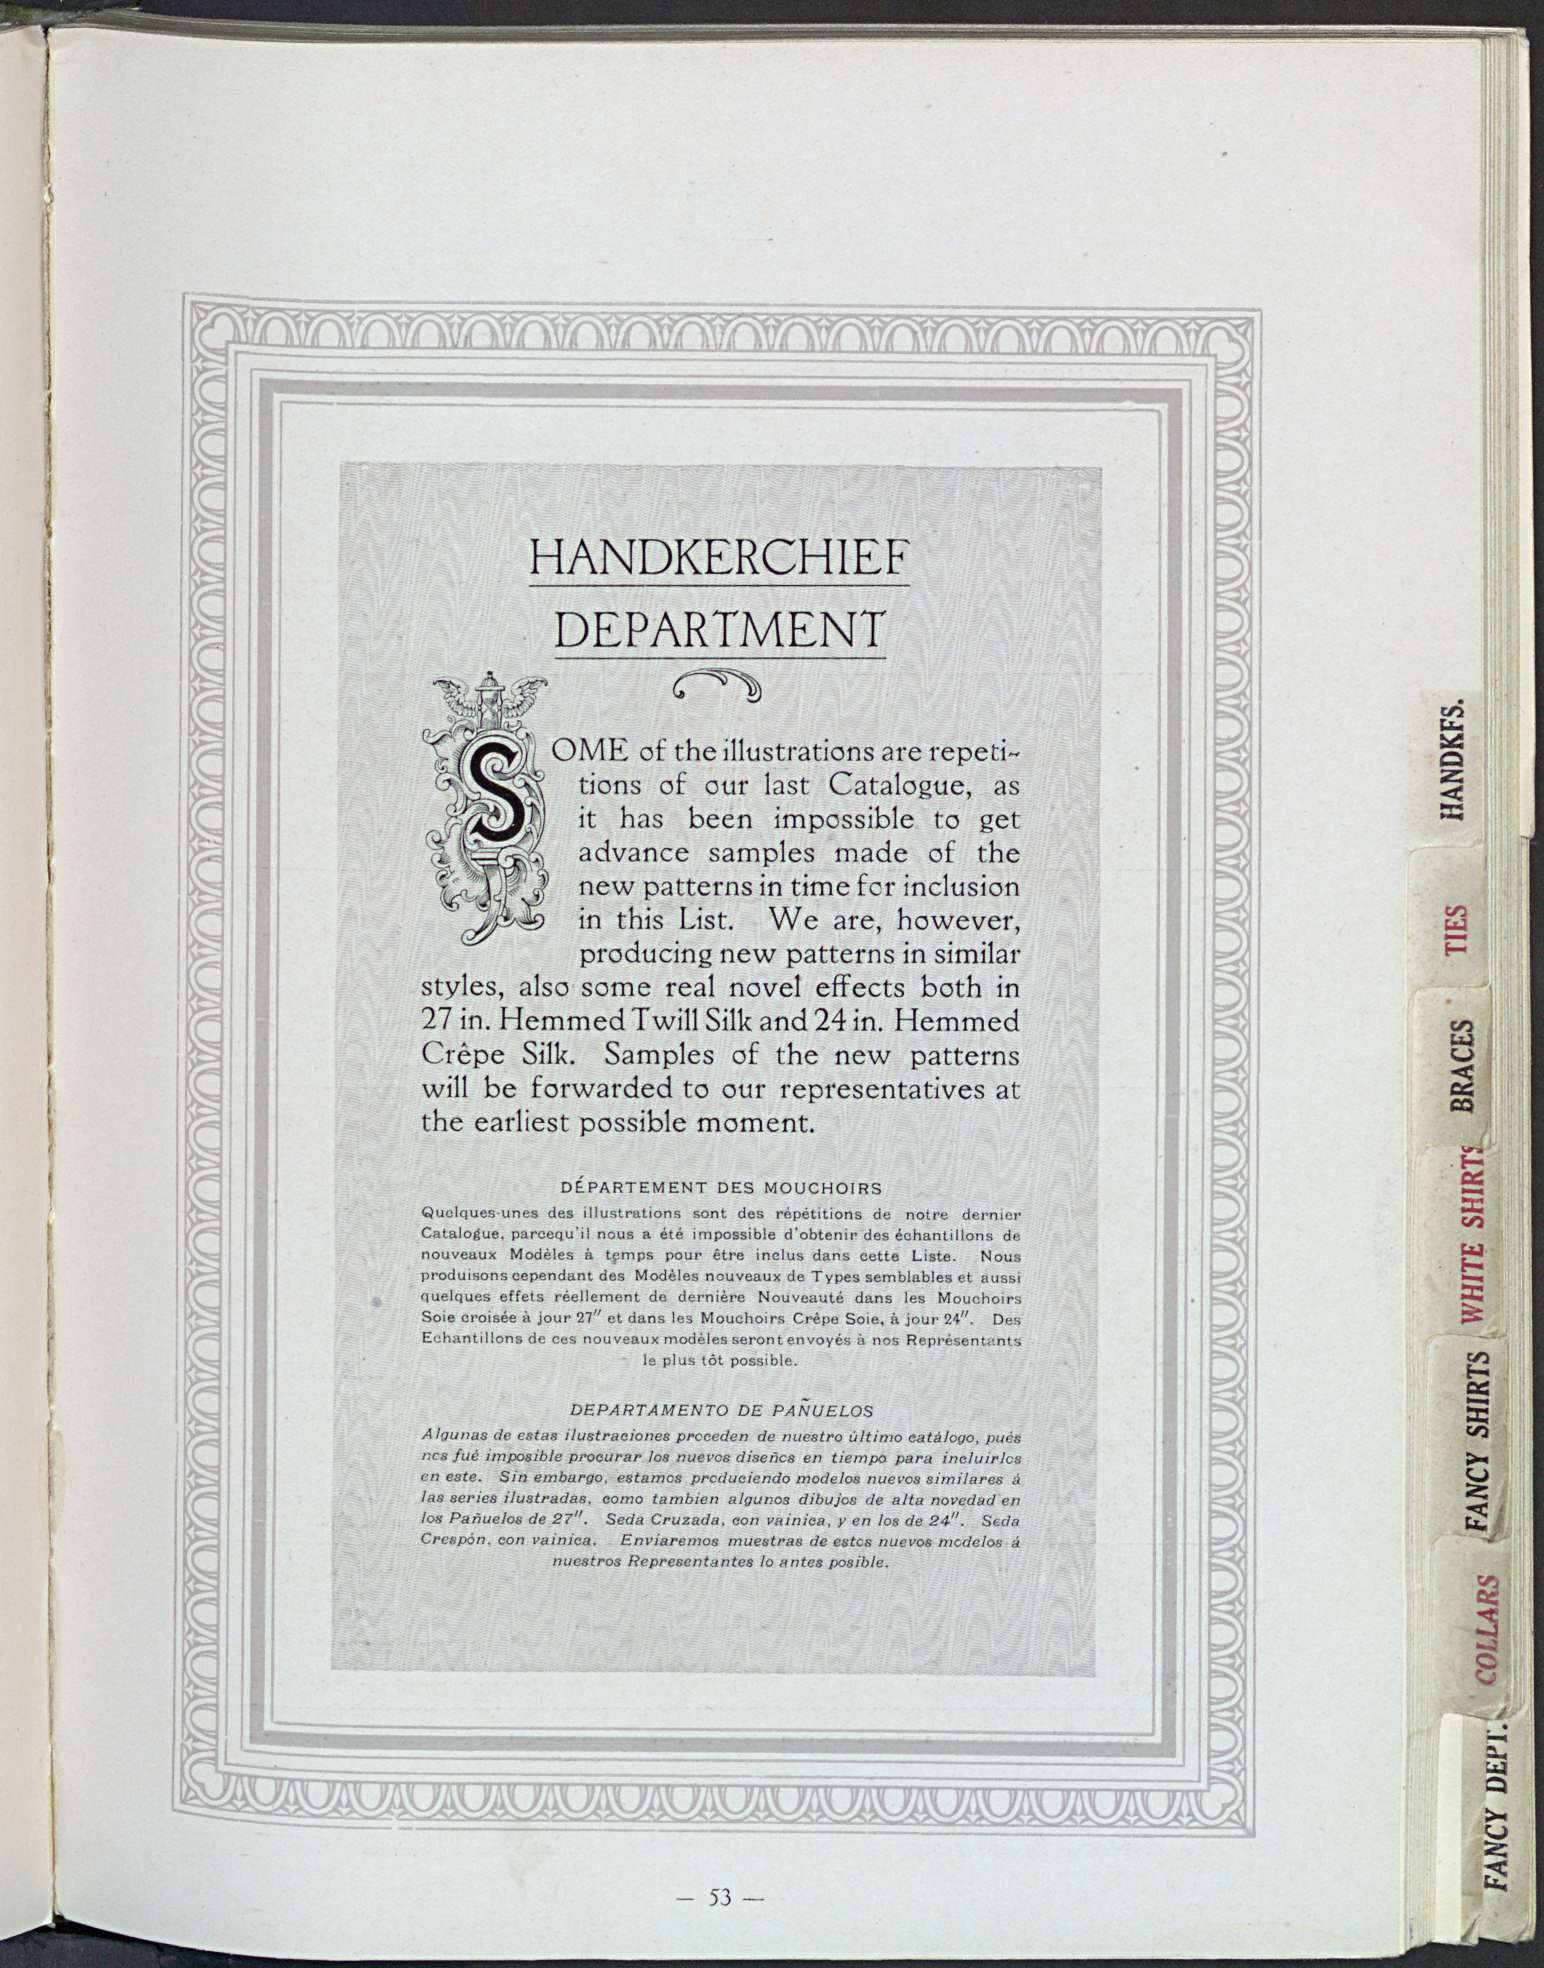 HANDKERCHIEF
DEPARTMENT
SOME of the illustrations are repeti-
tions of our last Catalogue, as
it has been impossible to get
advance samples made of the
new patterns in time for inclusion
in this List. We are, however,
producing new patterns in similar
styles, also some real novel effects both in
27 in. Hemmed Twill Silk and 24 in. Hemmed
Crêpe Silk. Samples of the new patterns
will be forwarded to our representatives at
the earliest possible moment.
DÉPARTEMENT DES MOUCHOIRS
Quelques-unes des illustrations sont des répétitions de notre dernier
Catalogue, parcequ'il nous a été impossible d'obtenir des échantillons de
nouveaux Modèles à temps pour être inclus dans cette Liste. Nous
produisons cependant des Modèles nouveaux de Types semblables et aussi
quelques effets réellement de dernière Nouveauté dans les Mouchoirs
Soie croisée à jour 27" et dans les Mouchoirs Crêpe Soie, à jour 24". Des
Echantillons de ces nouveaux modèles seront envoyés à nos Représentants
le plus tôt possible.
DEPARTAMENTO DE PAÑUELOS
Algunas de estas ilustraciones proceden de nuestro último catálogo, pués
nos fué imposible procurar los nuevos diseños en tiempo para incluirlos
en este. Sin embargo, estamos produciendo modelos nuevos similares á
las series ilustradas, como tambien algunos dibujos de alta novedad en
los Pañuelos de 27". Seda Cruzada, con vainica, y en los de 24". Seda
Crespón, con vainica. Enviaremos muestras de estos nuevos modelos á
nuestros Representantes lo antes posible.
— 53 —
HANDKFS.
TIES
BRACES
WHITE SHIRTS
FANCY SHIRTS
COLLARS
FANCY DEPT.